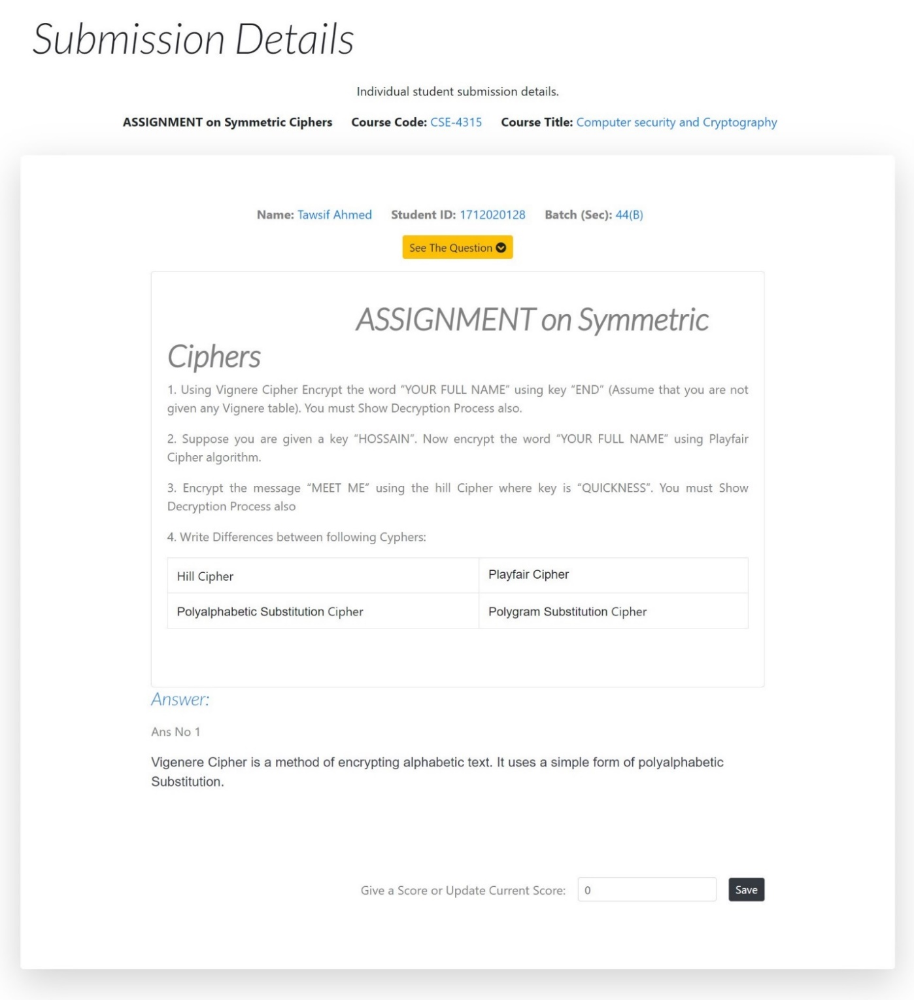 Submission Details
Individual student submission details.
ASSIGNMENT on Symmetric Ciphers Course Code: CSE-4315 Course Title: Computer security and Cryptography
Name: Tawsif Ahmed Student ID: 1712020128 Batch (Sec): 44(B)
See The Question
ASSIGNMENT on Symmetric
Ciphers
1. Using Vignere Cipher Encrypt the word “YOUR FULL NAME” using key “END” (Assume that you are not
given any Vignere table). You must Show Decryption Process also.
2. Suppose you are given a key “HOSSAIN”. Now encrypt the word “YOUR FULL NAME” using Playfair
Cipher algorithm.
3. Encrypt the message “MEET ME” using the hill Cipher where key is “QUICKNESS”. You must Show
Decryption Process also
4. Write Differences between following Cyphers:
Hill Cipher Playfair Cipher
Polyalphabetic Substitution Cipher Polygram Substitution Cipher
Answer:
Ans No 1
Vigenere Cipher is a method of encrypting alphabetic text. It uses a simple form of polyalphabetic
Substitution.
Give a Score or Update Current Score: 0 Save